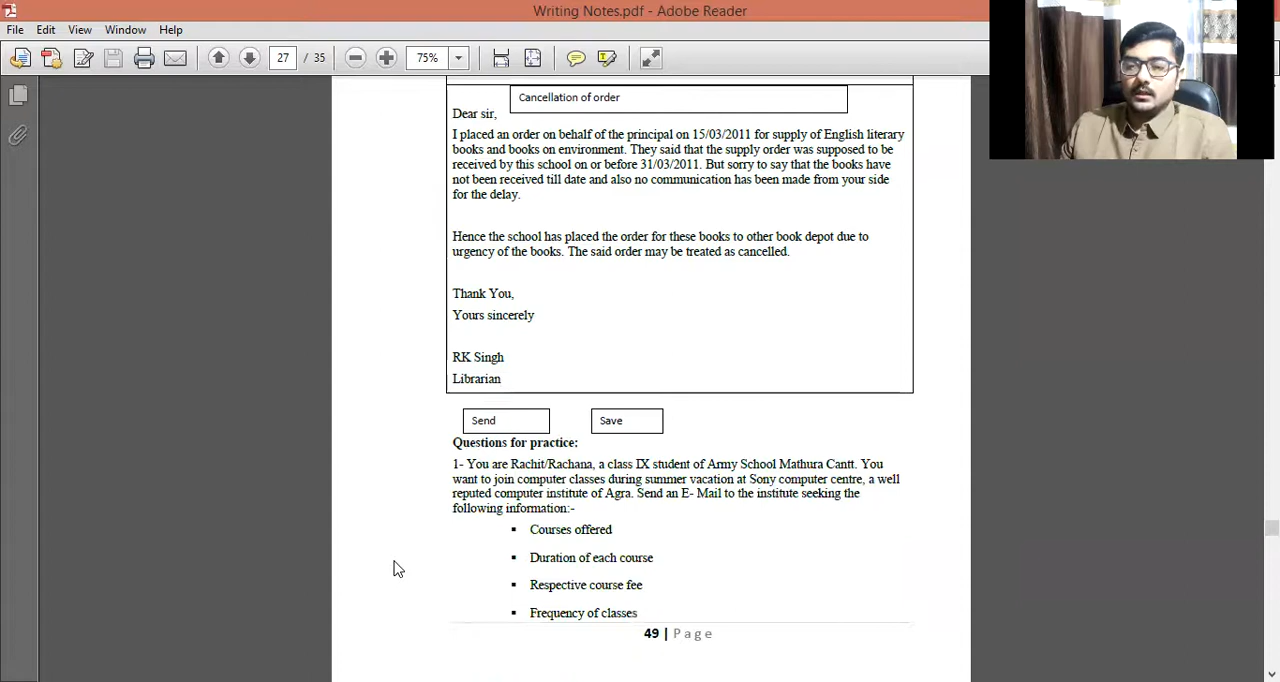 Writing Notes.pdf - Adobe Reader
File Edit View Window Help
27 / 35 75%
Cancellation of order
Dear sir,
I placed an order on behalf of the principal on 15/03/2011 for supply of English literary
books and books on environment. They said that the supply order was supposed to be
received by this school on or before 31/03/2011. But sorry to say that the books have
not been received till date and also no communication has been made from your side
for the delay.
Hence the school has placed the order for these books to other book depot due to
urgency of the books. The said order may be treated as cancelled.
Thank You,
Yours sincerely
RK Singh
Librarian
Send Save
Questions for practice:
1- You are Rachit/Rachana, a class IX student of Army School Mathura Cantt. You
want to join computer classes during summer vacation at Sony computer centre, a well
reputed computer institute of Agra. Send an E- Mail to the institute seeking the
following information:-
▪ Courses offered
▪ Duration of each course
▪ Respective course fee
▪ Frequency of classes
49 | Page